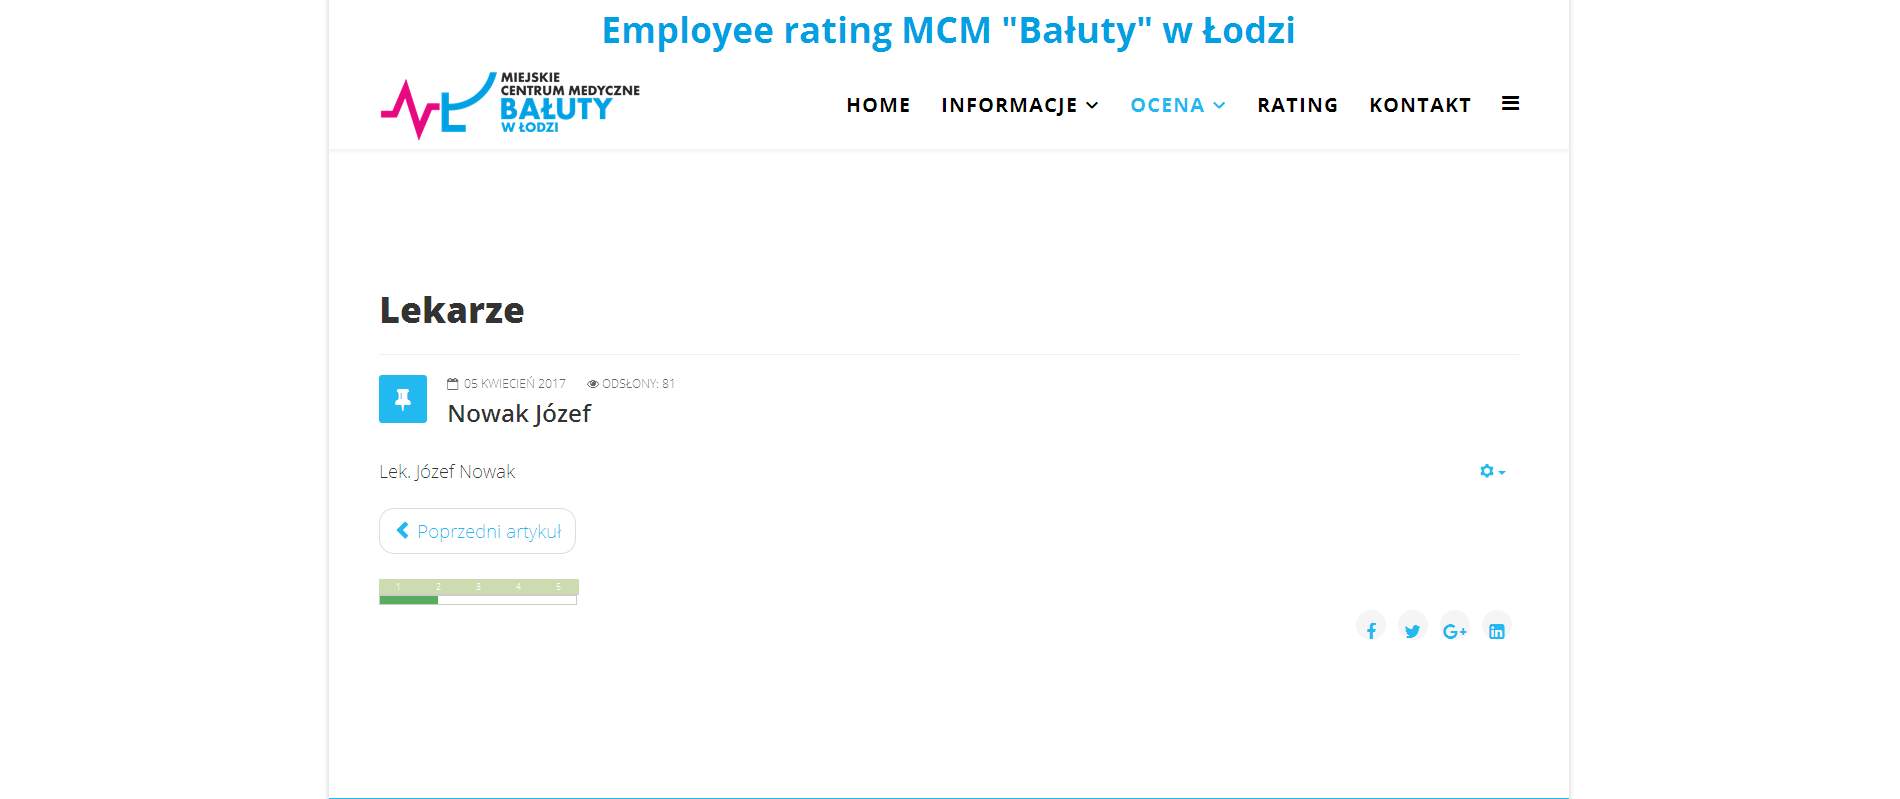 Employee rating MCM "Bałuty" w Łodzi
MIEJSKIE
CENTRUM MEDYCZNE
BAŁUTY
W ŁODZI
HOME INFORMACJE OCENA RATING KONTAKT
Lekarze
05 KWIECIEŃ 2017 ODSŁONY: 81
Nowak Józef
Lek. Józef Nowak
Poprzedni artykuł
1 2 3 4 5